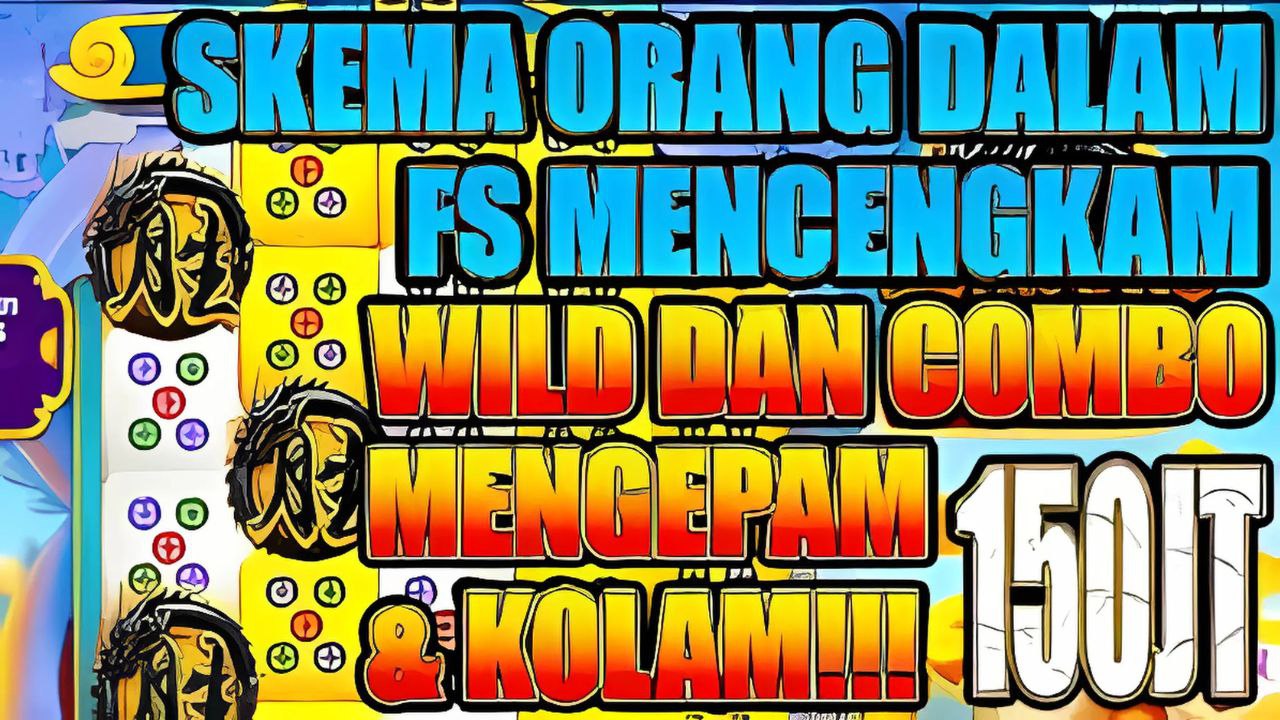 SKEMA ORANG DALAM
FS MENCENGKAM
WILD DAN COMBO
MENGEPAM
& KOLAM!!!!
150JT